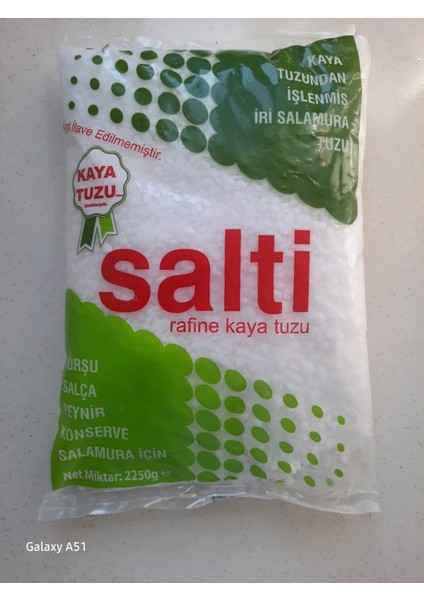 KAYA
TUZUNDAN
İŞLENMİŞ
İRİ SALAMURA
TUZU
İlave Edilmemiştir.
KAYA
TUZU
salti
rafine kaya tuzu
TURŞU
SALÇA
PEYNİR
KONSERVE
SALAMURA İÇİN
Net Miktar: 2250g e
Galaxy A51